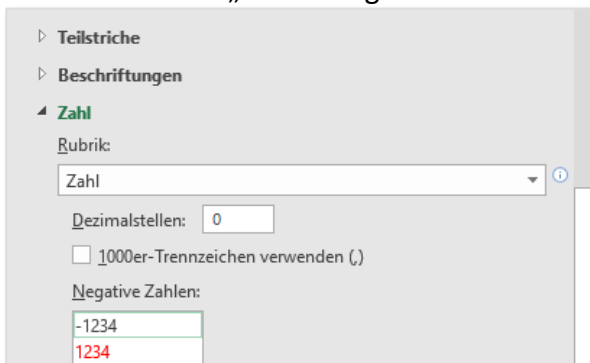 Teilstriche
Beschriftungen
Zahl
Rubrik:
Zahl
Dezimalstellen: 0
1000er-Trennzeichen verwenden (,)
Negative Zahlen:
-1234
1234